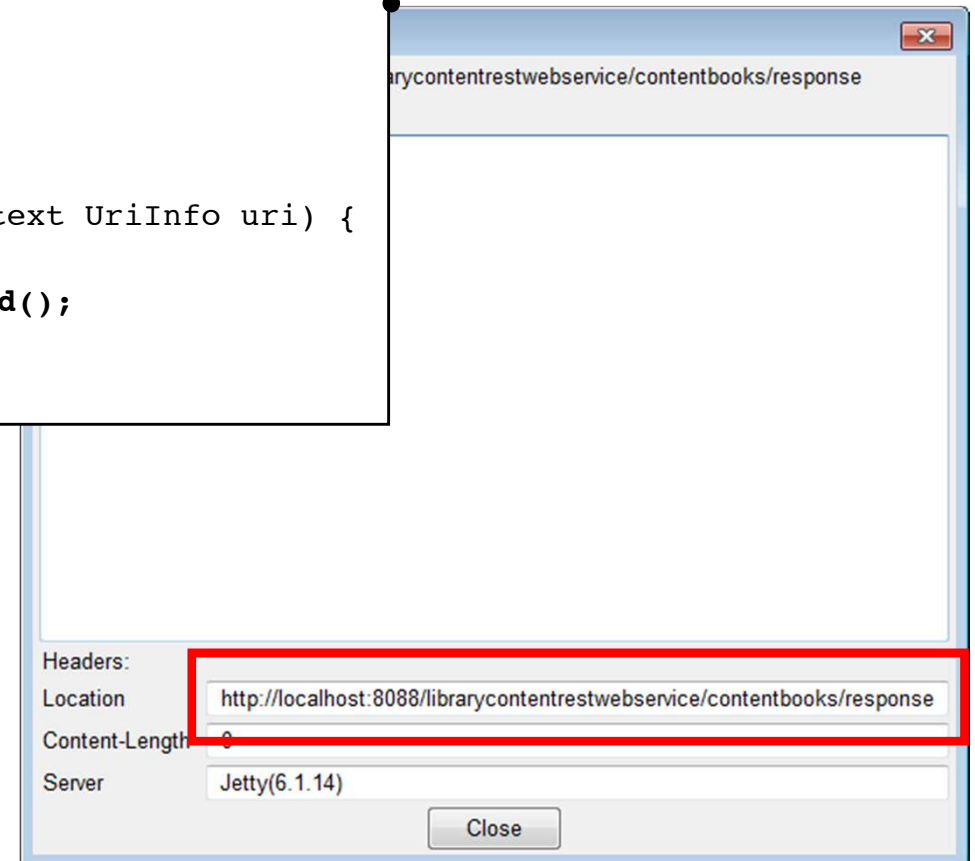 arycontentrestwebservice/contentbooks/response
text UriInfo uri) {
d();
Headers:
Location http://localhost:8088/librarycontentrestwebservice/contentbooks/response
Content-Length 0
Server Jetty(6.1.14)
Close